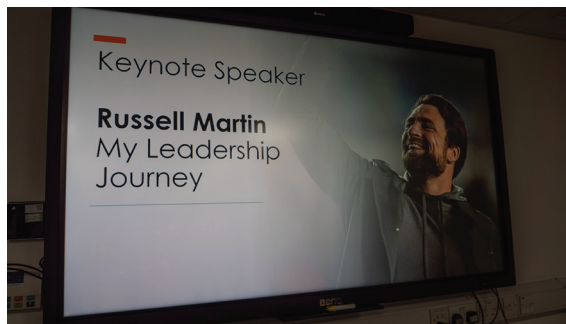 Keynote Speaker
Russell Martin
My Leadership
Journey
BenQ